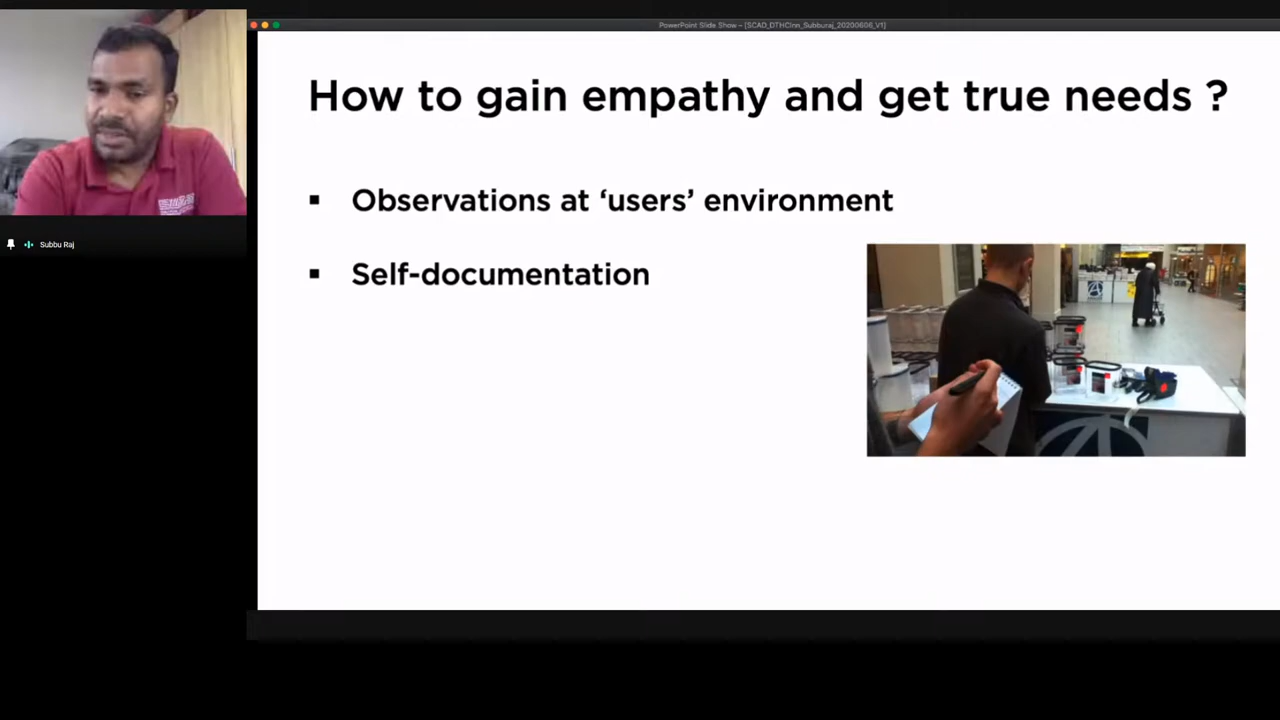 PowerPoint Slide Show - [SCAD_DTHCInn_Subburaj_20200606_V1]
How to gain empathy and get true needs ?
▪ Observations at ‘users’ environment
▪ Self-documentation
Subbu Raj